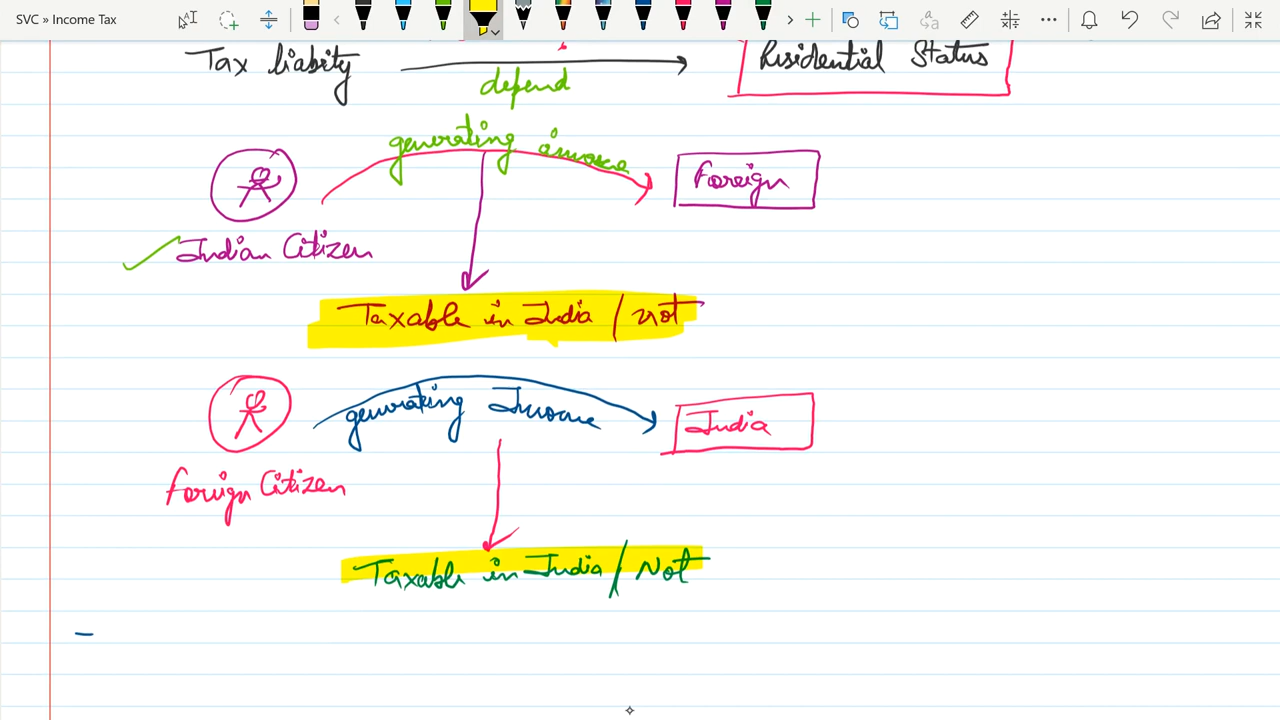 SVC » Income Tax
Tax liabity
depend
Residential Status
generating income
Foreign
Indian Citizen
Taxable in India / not
generating Income
India
foreign Citizen
Taxable in India / Not